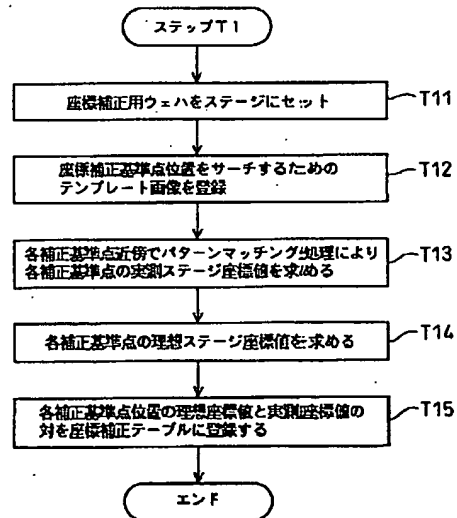 ステップT1
座標補正用ウェハをステージにセット
T11
座標補正基準点位置をサーチするための
テンプレート画像を登録
T12
各補正基準点近傍でパターンマッチング処理により
各補正基準点の実測ステージ座標値を求める
T13
各補正基準点の理想ステージ座標値を求める
T14
各補正基準点位置の理想座標値と実測座標値の
対を座標補正テーブルに登録する
T15
エンド